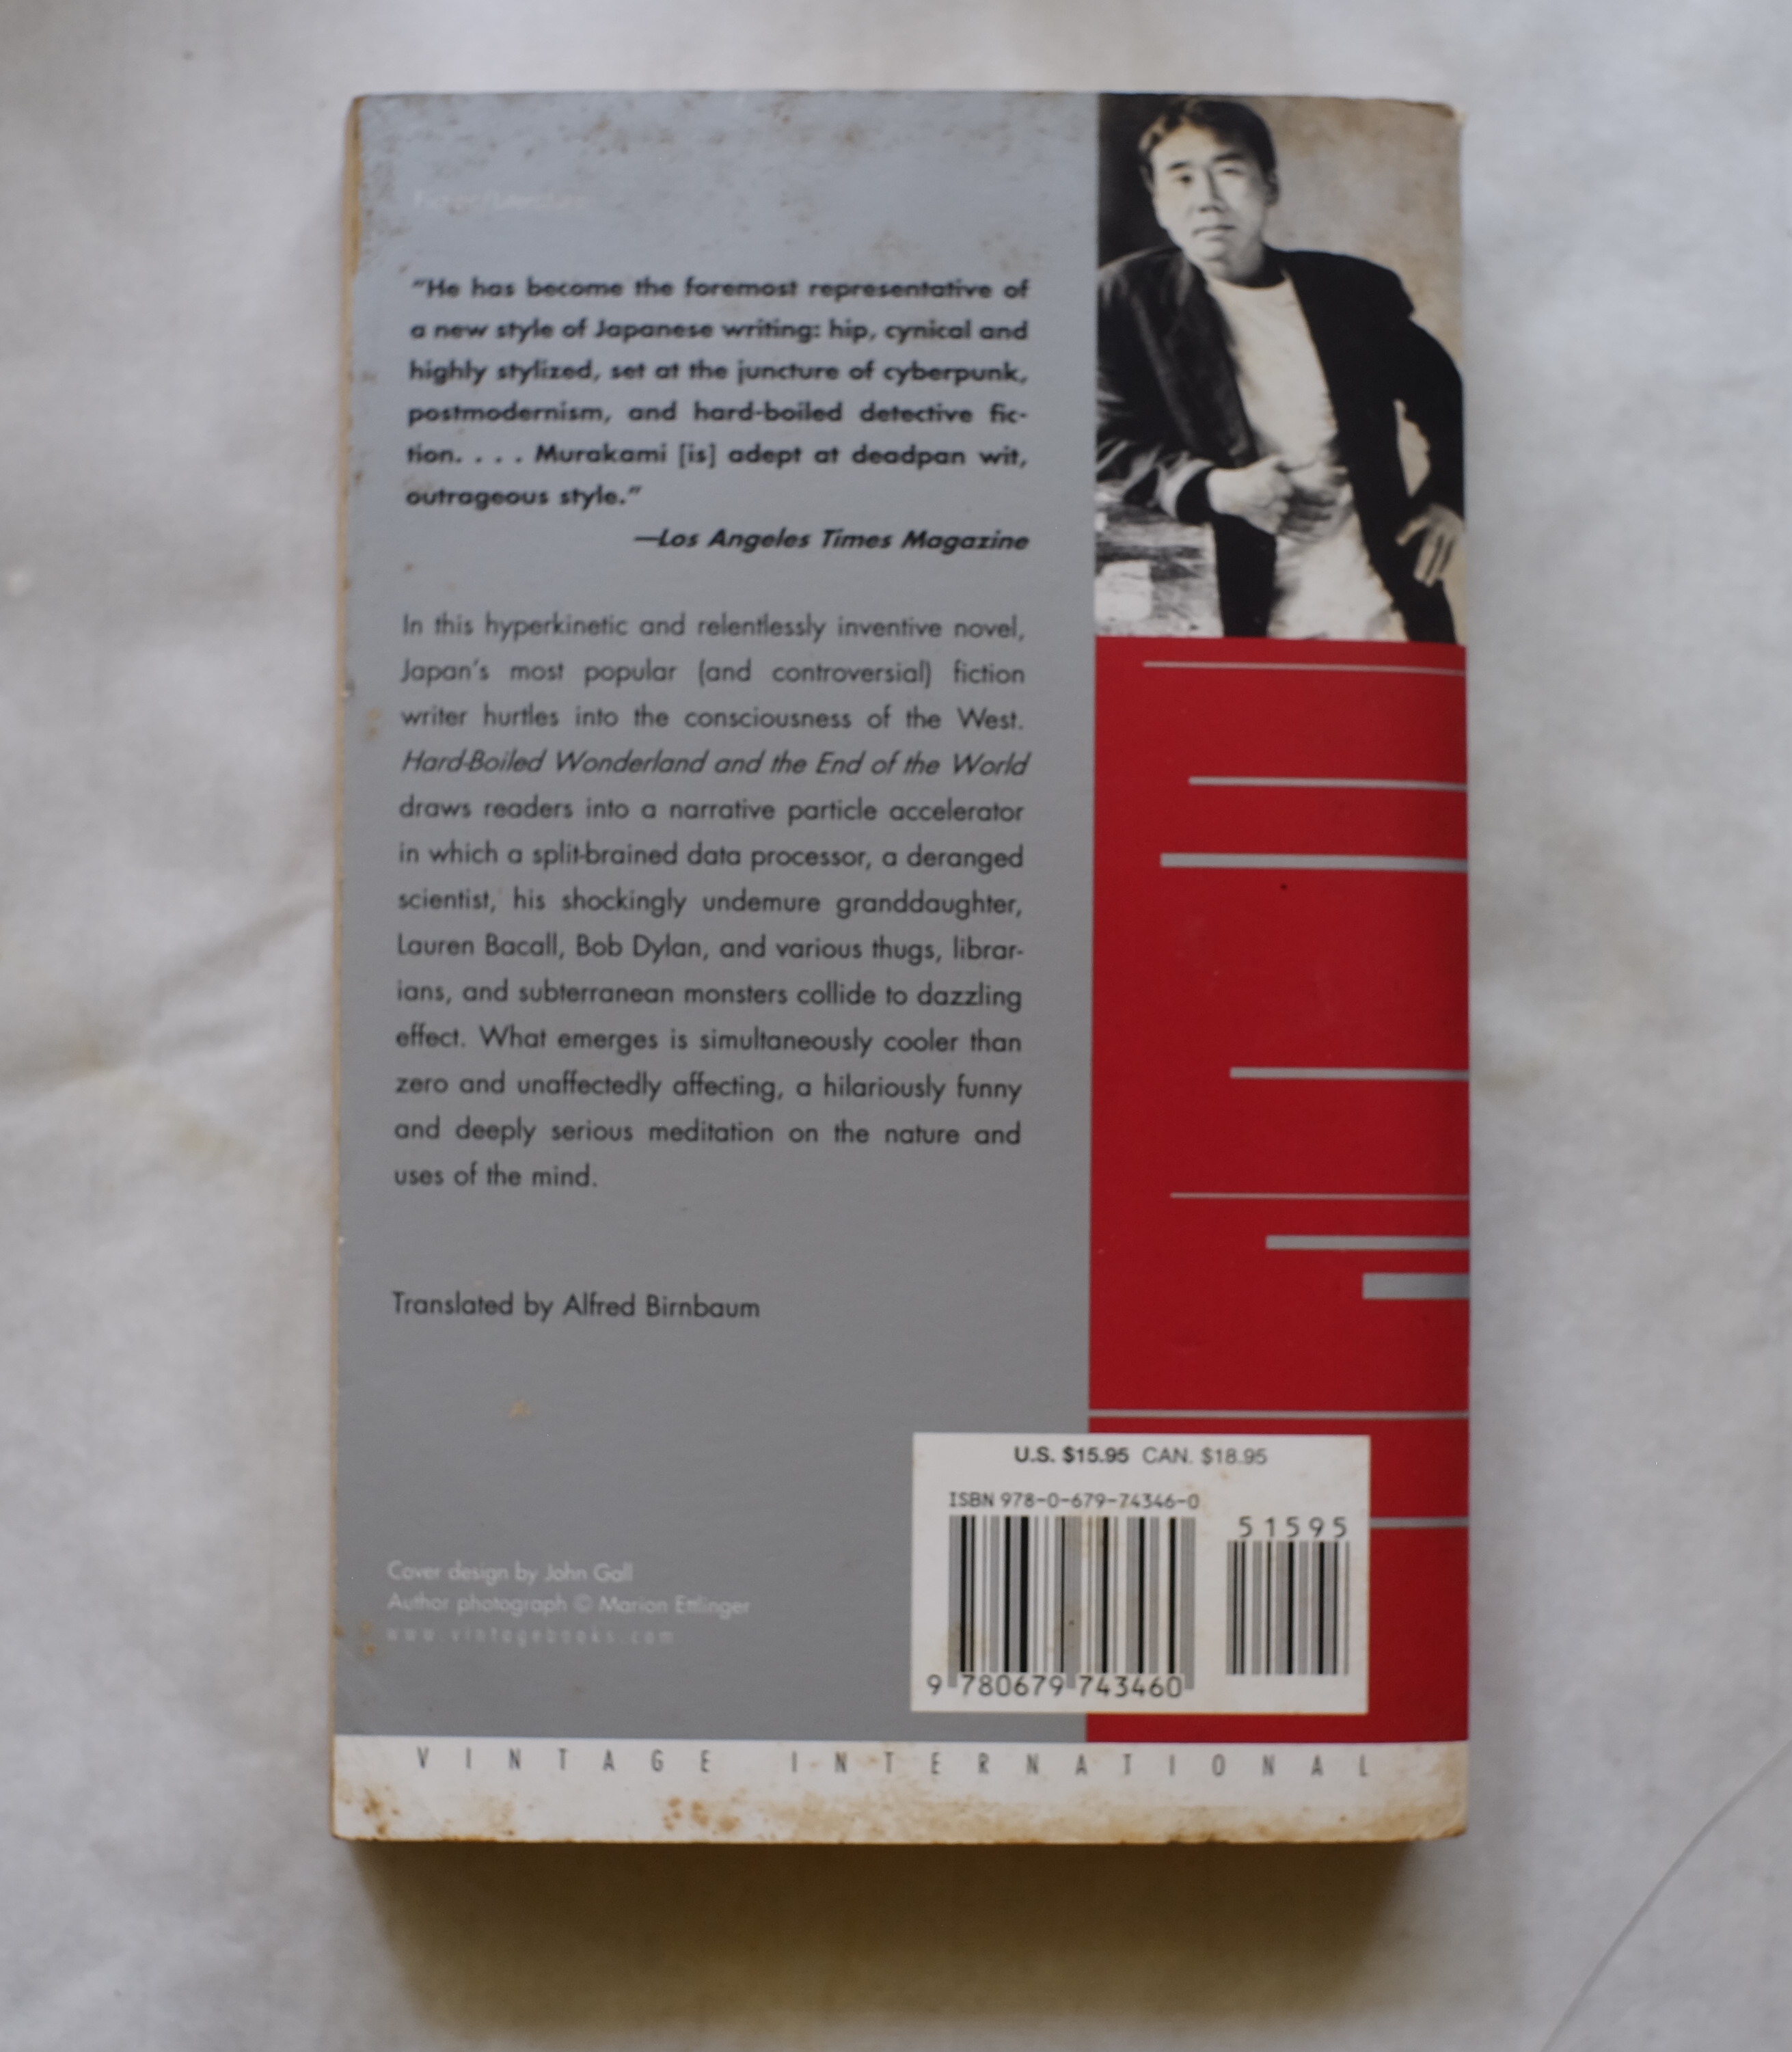 Fiction/Literature
"He has become the foremost representative of
a new style of Japanese writing: hip, cynical and
highly stylized, set at the juncture of cyberpunk,
postmodernism, and hard-boiled detective fic-
tion. . . . Murakami [is] adept at deadpan wit,
outrageous style."
—Los Angeles Times Magazine
In this hyperkinetic and relentlessly inventive novel,
Japan's most popular (and controversial) fiction
writer hurtles into the consciousness of the West.
Hard-Boiled Wonderland and the End of the World
draws readers into a narrative particle accelerator
in which a split-brained data processor, a deranged
scientist, his shockingly undemure granddaughter,
Lauren Bacall, Bob Dylan, and various thugs, librar-
ians, and subterranean monsters collide to dazzling
effect. What emerges is simultaneously cooler than
zero and unaffectedly affecting, a hilariously funny
and deeply serious meditation on the nature and
uses of the mind.
Translated by Alfred Birnbaum
U.S. $15.95 CAN. $18.95
ISBN 978-0-679-74346-0
51595
9 780679 743460
Cover design by John Gall
Author photograph © Marion Ettlinger
www.vintagebooks.com
VINTAGE INTERNATIONAL